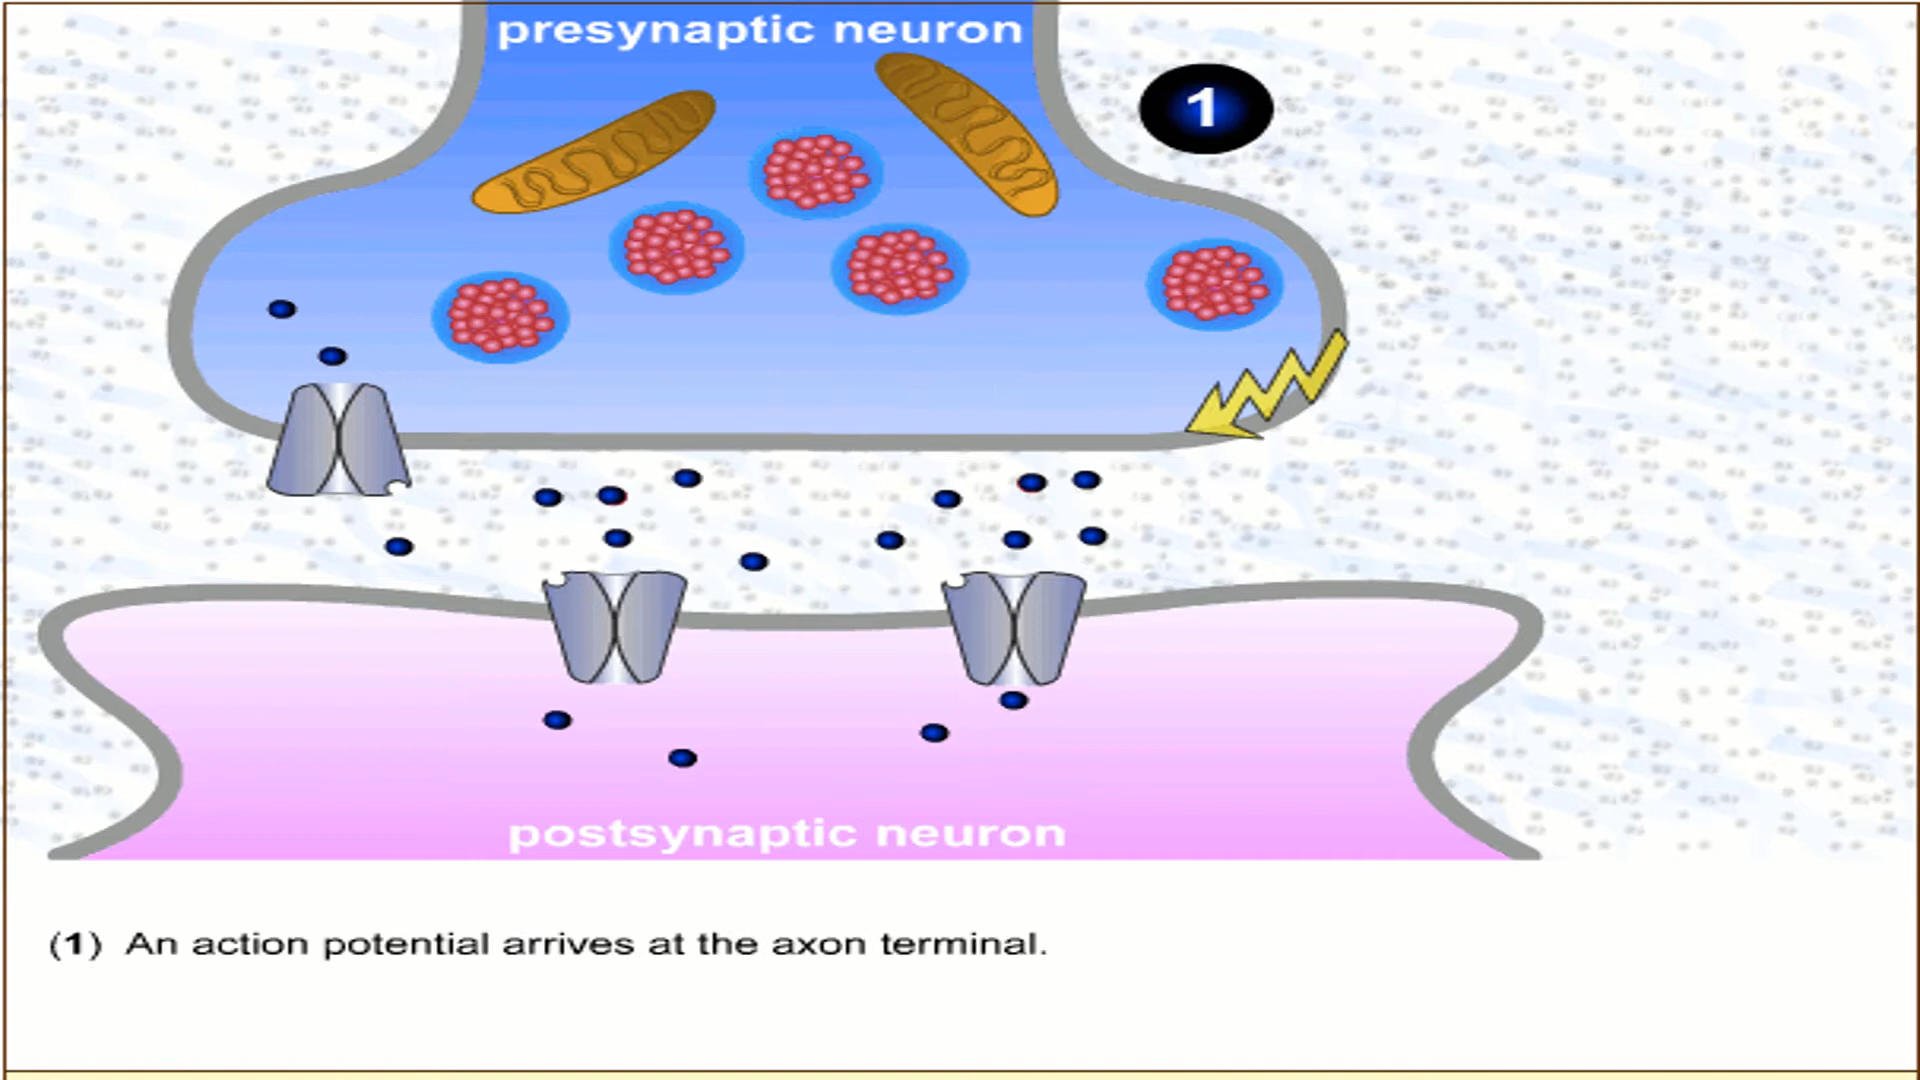 presynaptic neuron
1
postsynaptic neuron
(1) An action potential arrives at the axon terminal.